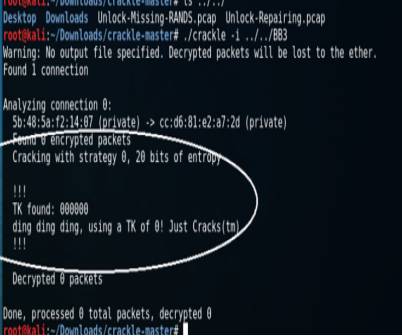 root@kali:~/Downloads/crackle-master# ls ../../
Desktop Downloads Unlock-Missing-RANDS.pcap Unlock-Repairing.pcap
root@kali:~/Downloads/crackle-master# ./crackle -i ../../BB3
Warning: No output file specified. Decrypted packets will be lost to the ether.
Found 1 connection
Analyzing connection 0:
5b:48:5a:f2:14:07 (private) -> cc:d6:81:e2:a7:2d (private)
Found 0 encrypted packets
Cracking with strategy 0, 20 bits of entropy
!!!
TK found: 000000
ding ding ding, using a TK of 0! Just Cracks(tm)
!!!
Decrypted 0 packets
Done, processed 0 total packets, decrypted 0
root@kali:~/Downloads/crackle-master#